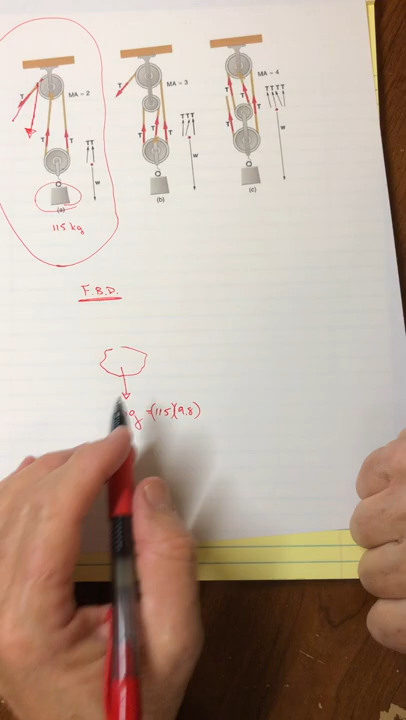 MA = 2
MA = 3
MA = 4
T
T
T
TT
w
(a)
T
T
T
TTT
w
(b)
T
T
T
TTTT
w
(c)
115 kg
F.B.D.
g = (115)(9.8)